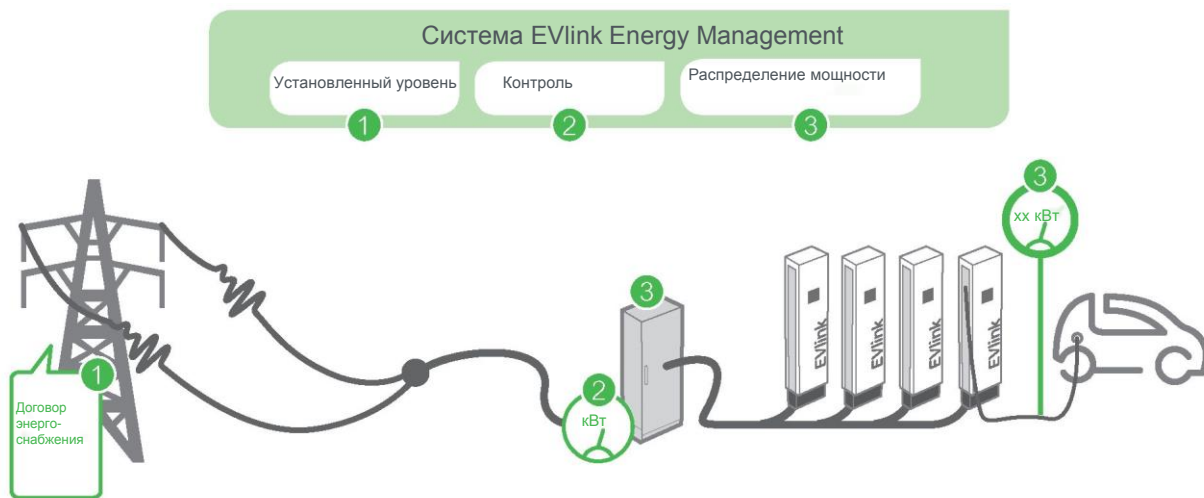 Система EVlink Energy Management
Установленный уровень
Контроль
Распределение мощности
1
2
3
3
xx кВт
3
EVlink
EVlink
EVlink
EVlink
1
Договор
энерго-
снабжения
2
кВт